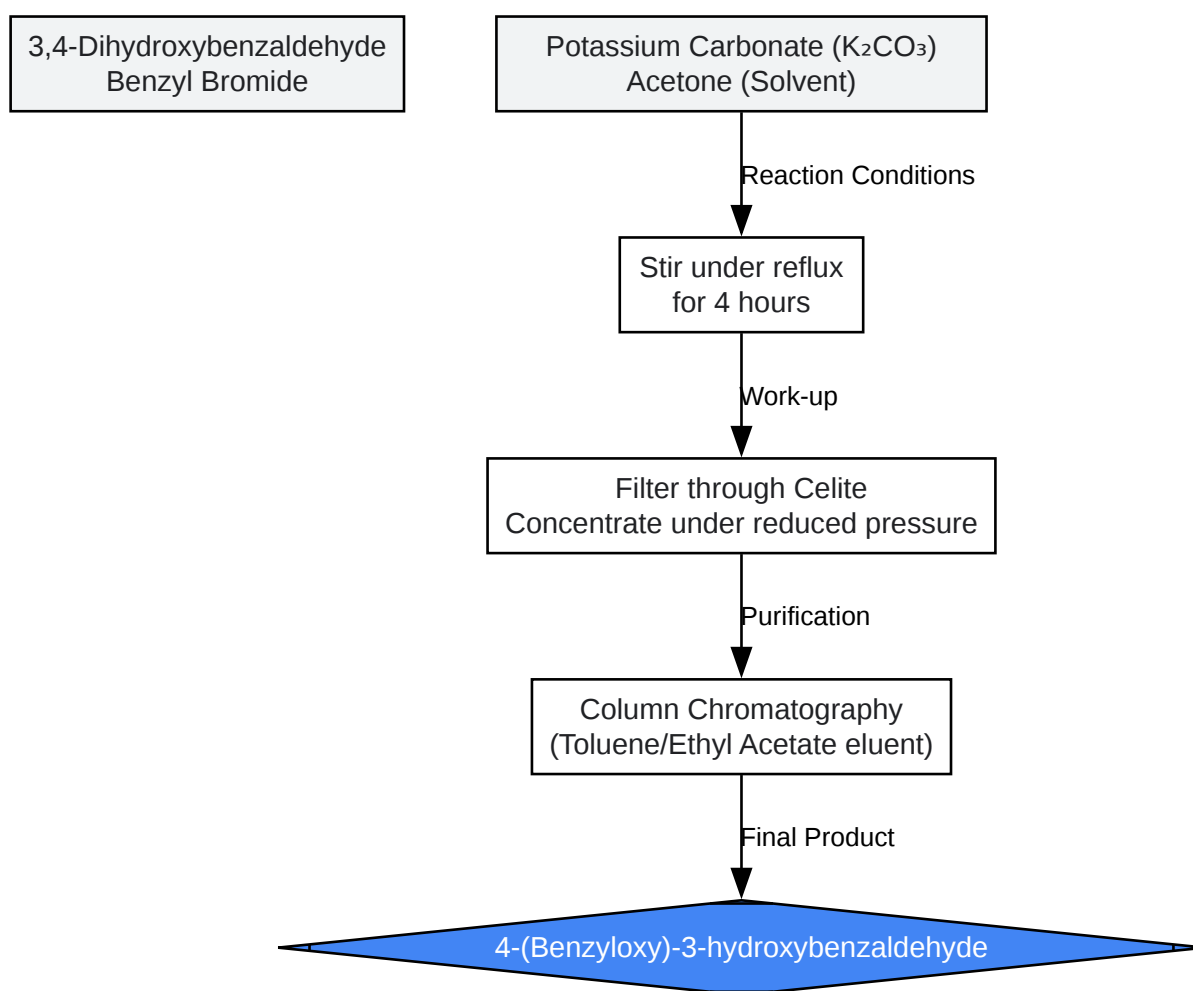 3,4-Dihydroxybenzaldehyde
Benzyl Bromide
Potassium Carbonate (K₂CO₃)
Acetone (Solvent)
Reaction Conditions
Stir under reflux
for 4 hours
Work-up
Filter through Celite
Concentrate under reduced pressure
Purification
Column Chromatography
(Toluene/Ethyl Acetate eluent)
Final Product
4-(Benzyloxy)-3-hydroxybenzaldehyde